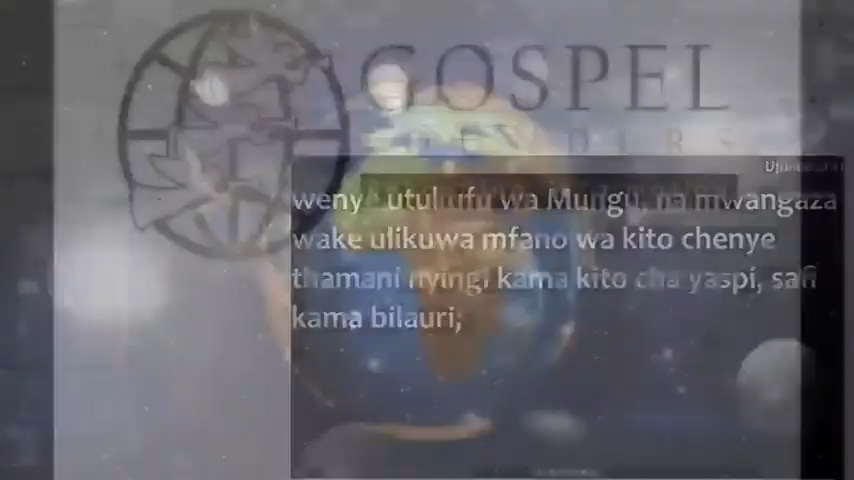 GOSPEL
wenye utukufu wa Mungu, na mwangaza
wake ulikuwa mfano wa kito chenye
thamani nyingi kama kito cha yaspi, safi
kama bilauri;